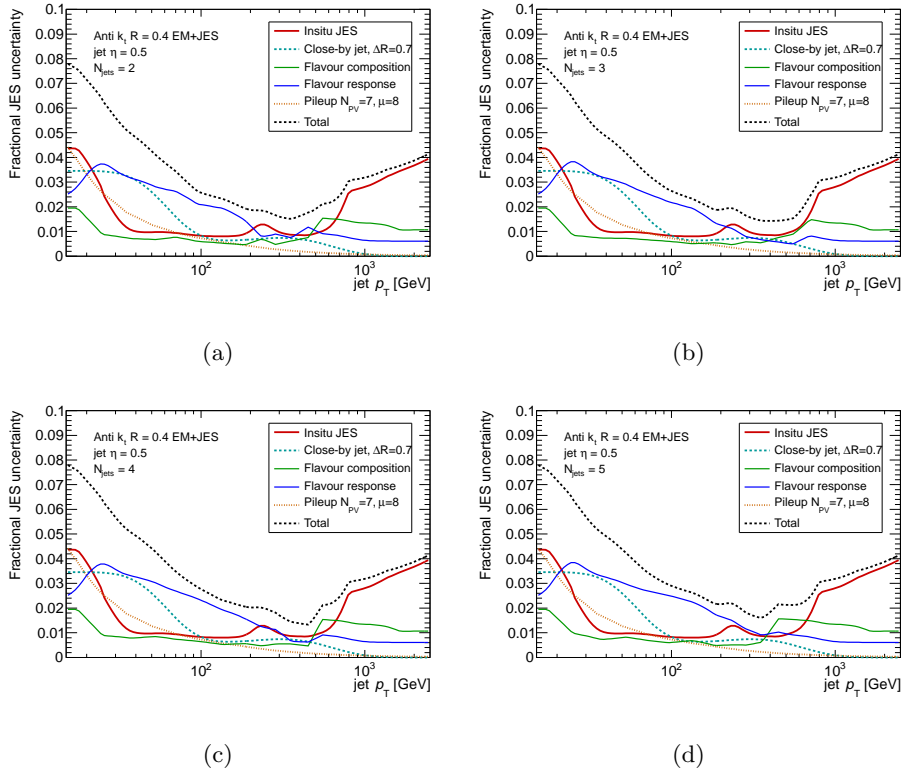 Fractional JES uncertainty
0.1
0.09
0.08
0.07
0.06
0.05
0.04
0.03
0.02
0.01
0
Anti k_t R = 0.4 EM+JES
jet η = 0.5
N_jets = 2
Insitu JES
Close-by jet, ΔR=0.7
Flavour composition
Flavour response
Pileup N_PV=7, μ=8
Total
10^2
10^3
jet p_T [GeV]
(a)
Fractional JES uncertainty
0.1
0.09
0.08
0.07
0.06
0.05
0.04
0.03
0.02
0.01
0
Anti k_t R = 0.4 EM+JES
jet η = 0.5
N_jets = 3
Insitu JES
Close-by jet, ΔR=0.7
Flavour composition
Flavour response
Pileup N_PV=7, μ=8
Total
10^2
10^3
jet p_T [GeV]
(b)
Fractional JES uncertainty
0.1
0.09
0.08
0.07
0.06
0.05
0.04
0.03
0.02
0.01
0
Anti k_t R = 0.4 EM+JES
jet η = 0.5
N_jets = 4
Insitu JES
Close-by jet, ΔR=0.7
Flavour composition
Flavour response
Pileup N_PV=7, μ=8
Total
10^2
10^3
jet p_T [GeV]
(c)
Fractional JES uncertainty
0.1
0.09
0.08
0.07
0.06
0.05
0.04
0.03
0.02
0.01
0
Anti k_t R = 0.4 EM+JES
jet η = 0.5
N_jets = 5
Insitu JES
Close-by jet, ΔR=0.7
Flavour composition
Flavour response
Pileup N_PV=7, μ=8
Total
10^2
10^3
jet p_T [GeV]
(d)